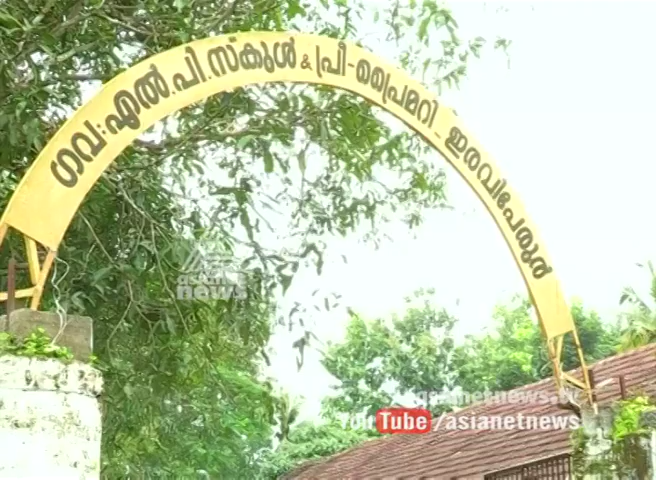 ഗവ:എൽ.പി.സ്കൂൾ & പ്രീ-പ്രൈമറി - ഇരവിപേരൂർ
asianet
news
asianetnews.tv
YouTube /asianetnews